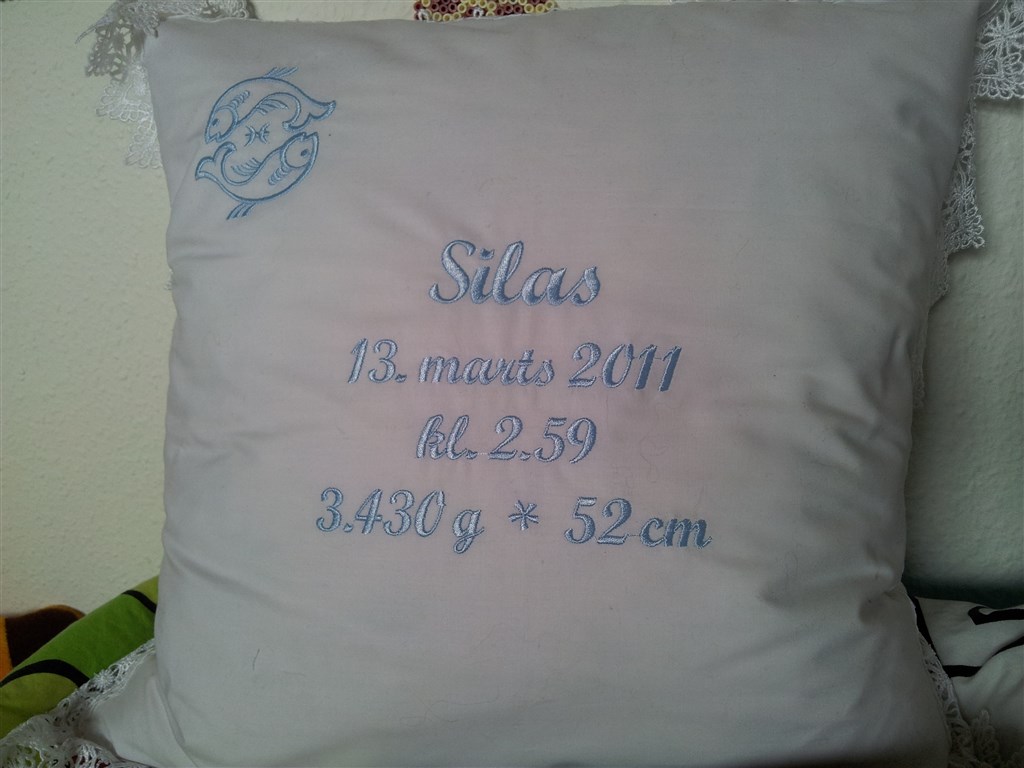 Silas
13. marts 2011
kl. 2.59
3.430 g * 52 cm